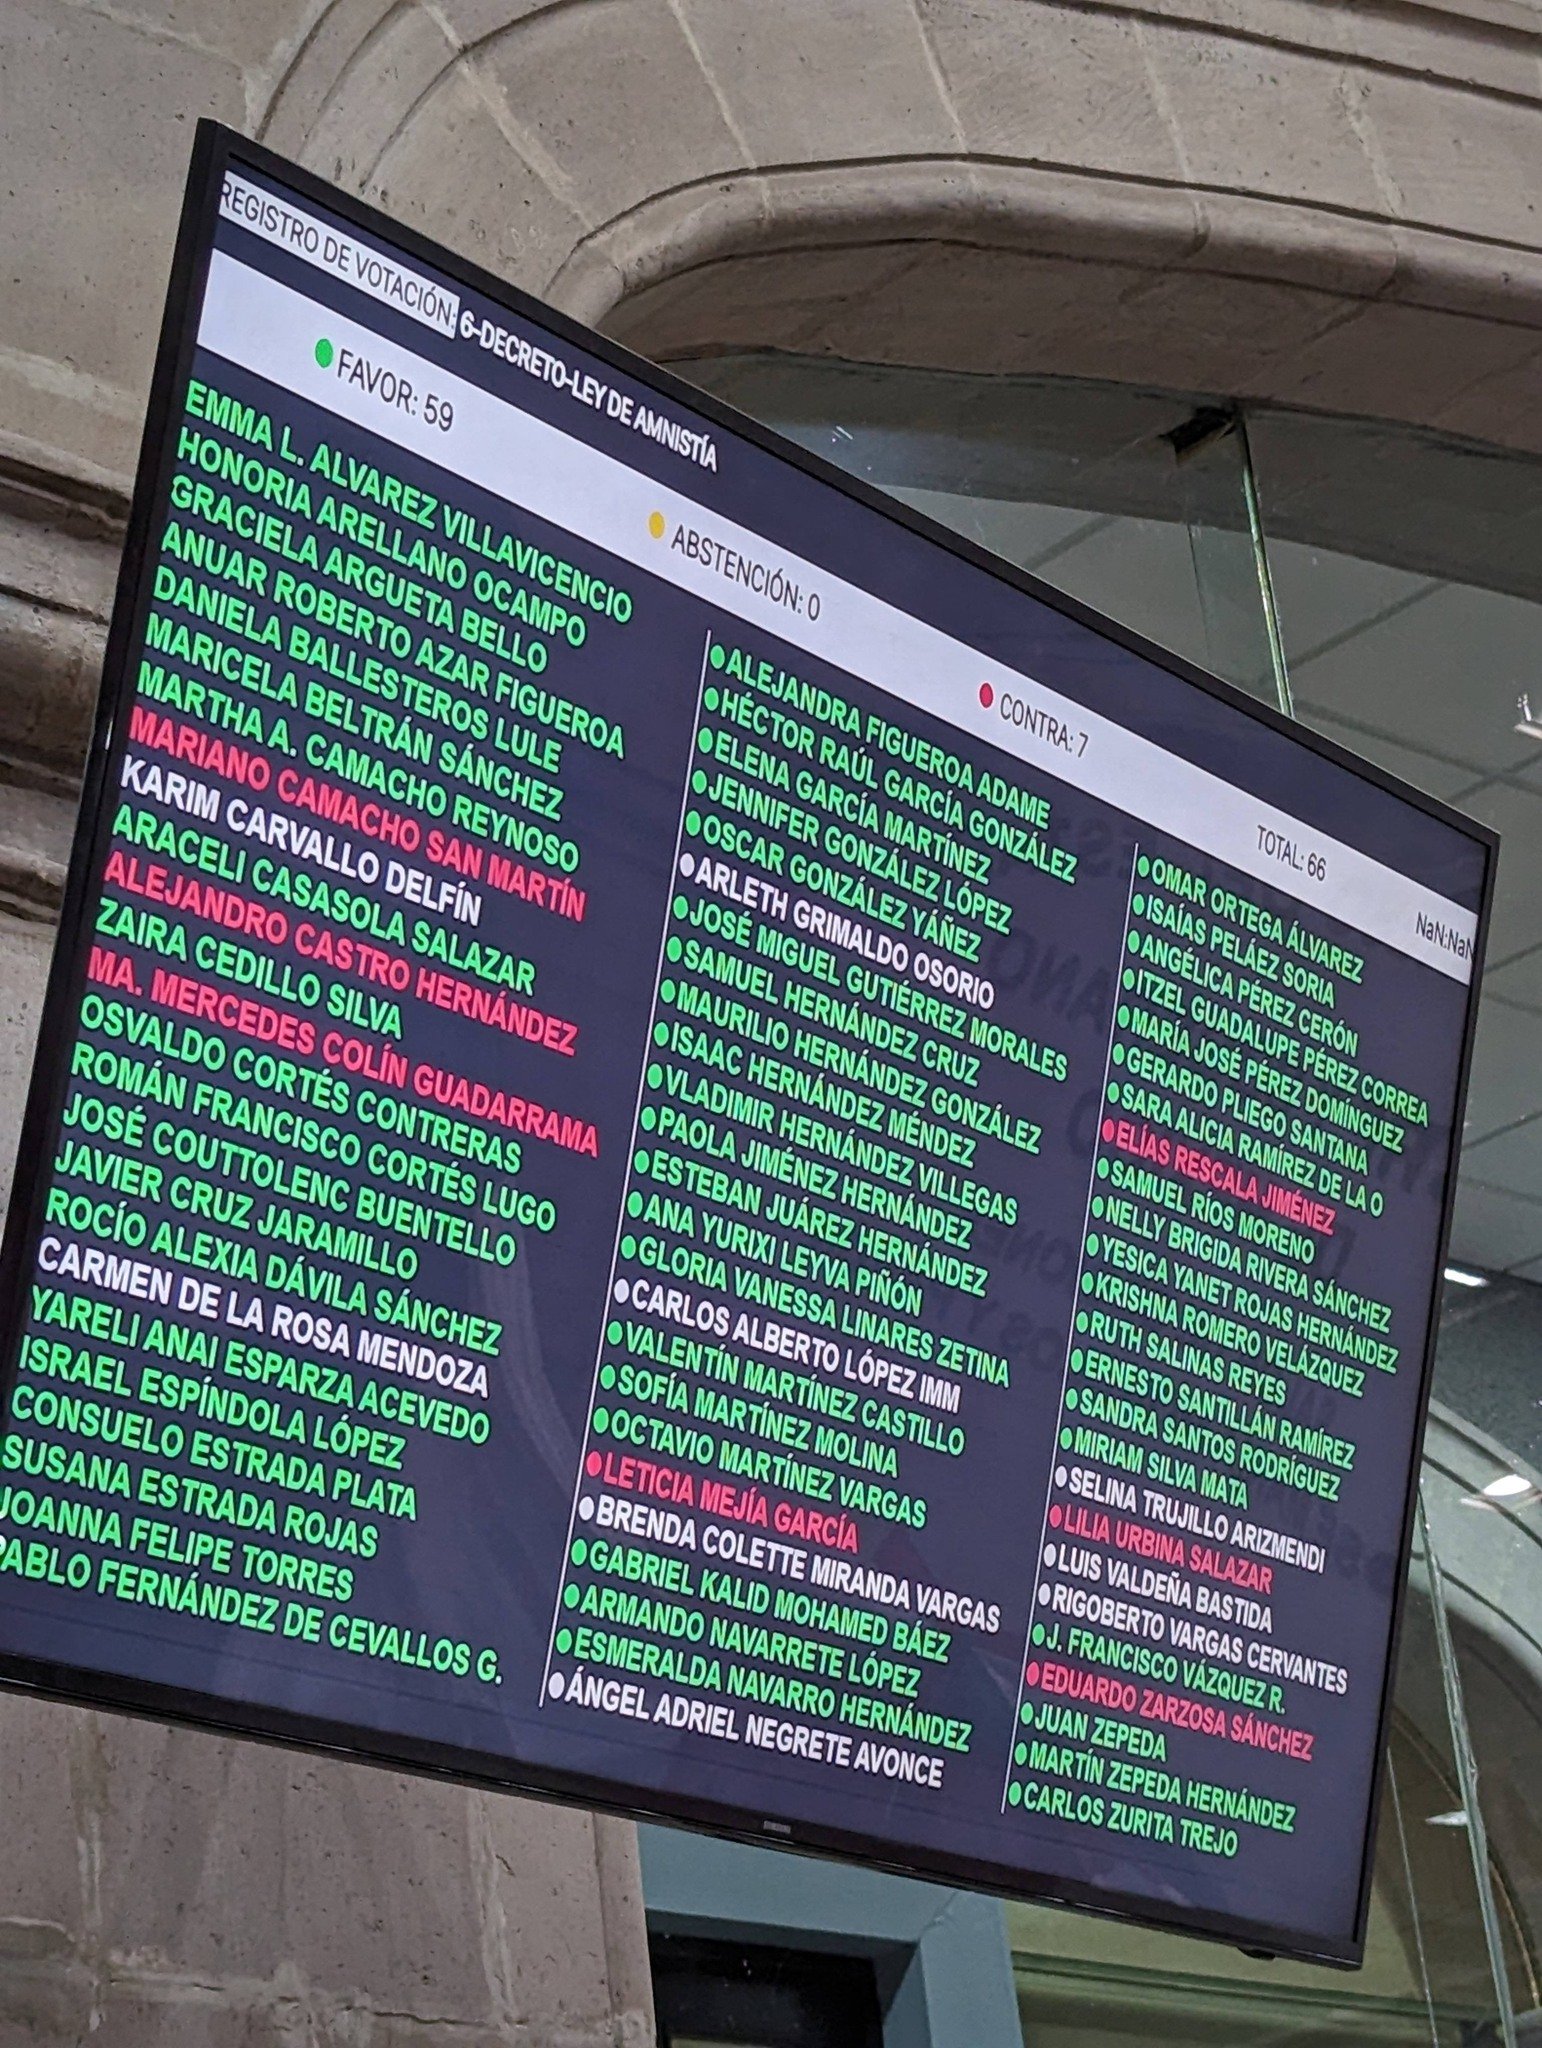 REGISTRO DE VOTACIÓN: 6-DECRETO-LEY DE AMNISTÍA
FAVOR: 59
ABSTENCIÓN: 0
CONTRA: 7
TOTAL: 66
NaN:NaN
EMMA L. ALVAREZ VILLAVICENCIO
HONORIA ARELLANO OCAMPO
GRACIELA ARGUETA BELLO
ANUAR ROBERTO AZAR FIGUEROA
DANIELA BALLESTEROS LULE
MARICELA BELTRÁN SÁNCHEZ
MARTHA A. CAMACHO REYNOSO
MARIANO CAMACHO SAN MARTÍN
KARIM CARVALLO DELFÍN
ARACELI CASASOLA SALAZAR
ALEJANDRO CASTRO HERNÁNDEZ
ZAIRA CEDILLO SILVA
MA. MERCEDES COLÍN GUADARRAMA
OSVALDO CORTÉS CONTRERAS
ROMÁN FRANCISCO CORTÉS LUGO
JOSÉ COUTTOLENC BUENTELLO
JAVIER CRUZ JARAMILLO
ROCÍO ALEXIA DÁVILA SÁNCHEZ
CARMEN DE LA ROSA MENDOZA
YARELI ANAI ESPARZA ACEVEDO
ISRAEL ESPÍNDOLA LÓPEZ
CONSUELO ESTRADA PLATA
SUSANA ESTRADA ROJAS
JOANNA FELIPE TORRES
PABLO FERNÁNDEZ DE CEVALLOS G.
ALEJANDRA FIGUEROA ADAME
HÉCTOR RAÚL GARCÍA GONZÁLEZ
ELENA GARCÍA MARTÍNEZ
JENNIFER GONZÁLEZ LÓPEZ
OSCAR GONZÁLEZ YÁÑEZ
ARLETH GRIMALDO OSORIO
JOSÉ MIGUEL GUTIÉRREZ MORALES
SAMUEL HERNÁNDEZ CRUZ
MAURILIO HERNÁNDEZ GONZÁLEZ
ISAAC HERNÁNDEZ MÉNDEZ
VLADIMIR HERNÁNDEZ VILLEGAS
PAOLA JIMÉNEZ HERNÁNDEZ
ESTEBAN JUÁREZ HERNÁNDEZ
ANA YURIXI LEYVA PIÑÓN
GLORIA VANESSA LINARES ZETINA
CARLOS ALBERTO LÓPEZ IMM
VALENTÍN MARTÍNEZ CASTILLO
SOFÍA MARTÍNEZ MOLINA
OCTAVIO MARTÍNEZ VARGAS
LETICIA MEJÍA GARCÍA
BRENDA COLETTE MIRANDA VARGAS
GABRIEL KALID MOHAMED BÁEZ
ARMANDO NAVARRETE LÓPEZ
ESMERALDA NAVARRO HERNÁNDEZ
ÁNGEL ADRIEL NEGRETE AVONCE
OMAR ORTEGA ÁLVAREZ
ISAÍAS PELÁEZ SORIA
ANGÉLICA PÉREZ CERÓN
ITZEL GUADALUPE PÉREZ CORREA
MARÍA JOSÉ PÉREZ DOMÍNGUEZ
GERARDO PLIEGO SANTANA
SARA ALICIA RAMÍREZ DE LA O
ELÍAS RESCALA JIMÉNEZ
SAMUEL RÍOS MORENO
NELLY BRIGIDA RIVERA SÁNCHEZ
YESICA YANET ROJAS HERNÁNDEZ
KRISHNA ROMERO VELÁZQUEZ
RUTH SALINAS REYES
ERNESTO SANTILLÁN RAMÍREZ
SANDRA SANTOS RODRÍGUEZ
MIRIAM SILVA MATA
SELINA TRUJILLO ARIZMENDI
LILIA URBINA SALAZAR
LUIS VALDEÑA BASTIDA
RIGOBERTO VARGAS CERVANTES
J. FRANCISCO VÁZQUEZ R.
EDUARDO ZARZOSA SÁNCHEZ
JUAN ZEPEDA
MARTÍN ZEPEDA HERNÁNDEZ
CARLOS ZURITA TREJO
SAMSUNG